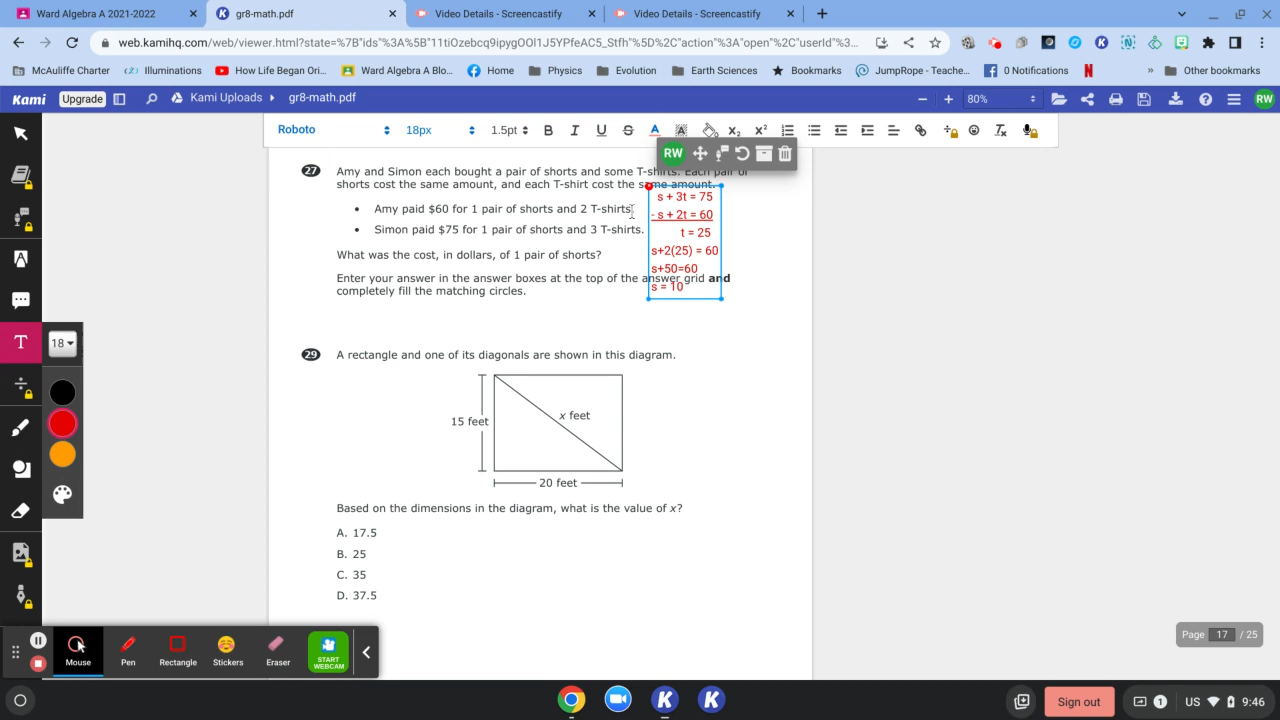 Ward Algebra A 2021-2022
gr8-math.pdf
Video Details - Screencastify
Video Details - Screencastify
web.kamihq.com/web/viewer.html?state=%7B"ids"%3A%5B"11tiOzebcq9ipygOOl1J5YPfeAC5_Stfh"%5D%2C"action"%3A"open"%2C"userId"%3...
McAuliffe Charter
Illuminations
How Life Began Ori...
Ward Algebra A Blo...
Home
Physics
Evolution
Earth Sciences
Bookmarks
JumpRope - Teache...
0 Notifications
Other bookmarks
Kami
Upgrade
Kami Uploads
gr8-math.pdf
80%
RW
Roboto
18px
1.5pt
B I U S A A X2 X²
RW
27 Amy and Simon each bought a pair of shorts and some T-shirts. Each pair of
shorts cost the same amount, and each T-shirt cost the same amount.
• Amy paid $60 for 1 pair of shorts and 2 T-shirts.
• Simon paid $75 for 1 pair of shorts and 3 T-shirts.
What was the cost, in dollars, of 1 pair of shorts?
Enter your answer in the answer boxes at the top of the answer grid and
completely fill the matching circles.
s + 3t = 75
- s + 2t = 60
t = 25
s+2(25) = 60
s+50=60
s = 10
T
18
29 A rectangle and one of its diagonals are shown in this diagram.
x feet
15 feet
20 feet
Based on the dimensions in the diagram, what is the value of x?
A. 17.5
B. 25
C. 35
D. 37.5
Page 17 / 25
Mouse
Pen
Rectangle
Stickers
Eraser
START
WEBCAM
Sign out
1
US
9:46